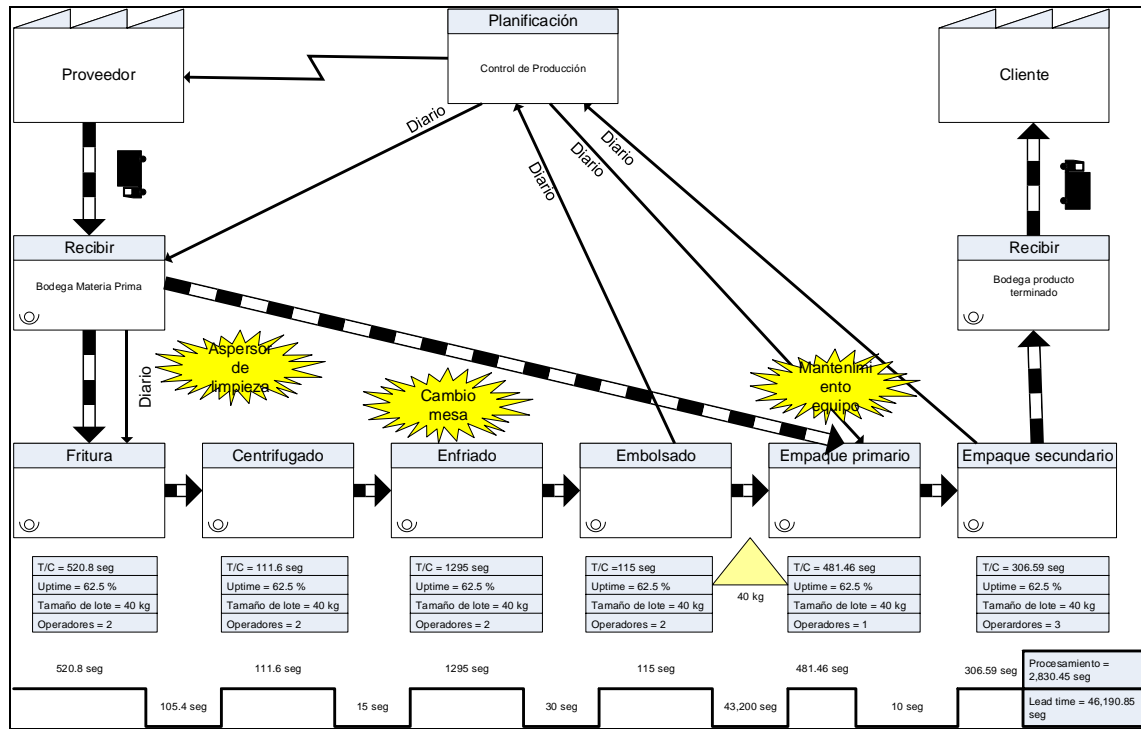 Planificación
Control de Producción
Proveedor
Cliente
Diario
Diario
Diario
Diario
Recibir
Bodega Materia Prima
Recibir
Bodega producto
terminado
Diario
Aspersor
de
limpieza
Cambio
mesa
Mantenimi
ento
equipo
Fritura
Centrifugado
Enfriado
Embolsado
Empaque primario
Empaque secundario
T/C = 520.8 seg
Uptime = 62.5 %
Tamaño de lote = 40 kg
Operadores = 2
T/C = 111.6 seg
Uptime = 62.5 %
Tamaño de lote = 40 kg
Operadores = 2
T/C = 1295 seg
Uptime = 62.5 %
Tamaño de lote = 40 kg
Operadores = 2
T/C =115 seg
Uptime = 62.5 %
Tamaño de lote = 40 kg
Operadores = 2
40 kg
T/C = 481.46 seg
Uptime = 62.5 %
Tamaño de lote = 40 kg
Operadores = 1
T/C = 306.59 seg
Uptime = 62.5 %
Tamaño de lote = 40 kg
Operardores = 3
520.8 seg
111.6 seg
1295 seg
115 seg
481.46 seg
306.59 seg
Procesamiento =
2,830.45 seg
105.4 seg
15 seg
30 seg
43,200 seg
10 seg
Lead time = 46,190.85
seg